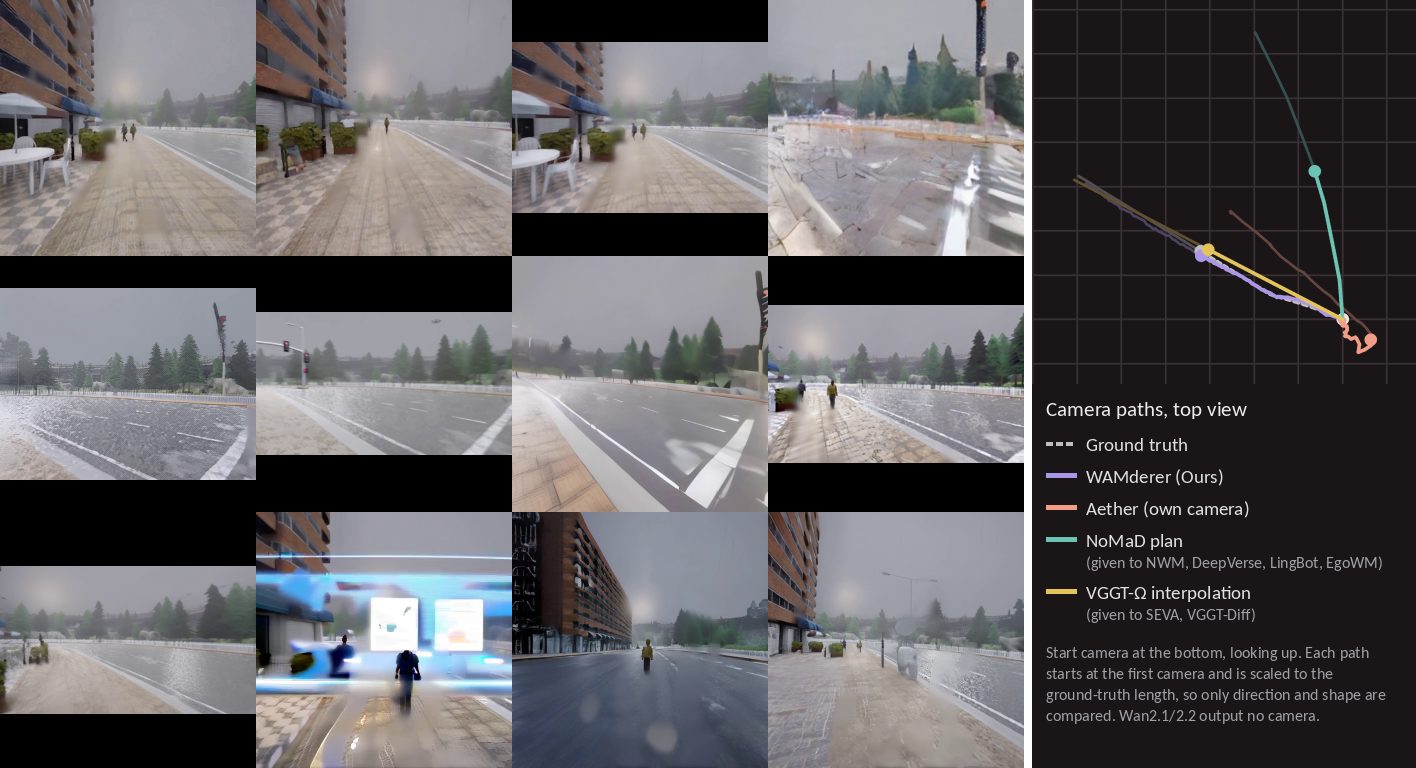 Camera paths, top view
Ground truth
WAMderer (Ours)
Aether (own camera)
NoMaD plan
(given to NWM, DeepVerse, LingBot, EgoWM)
VGGT-Ω interpolation
(given to SEVA, VGGT-Diff)
Start camera at the bottom, looking up. Each path
starts at the first camera and is scaled to the
ground-truth length, so only direction and shape are
compared. Wan2.1/2.2 output no camera.